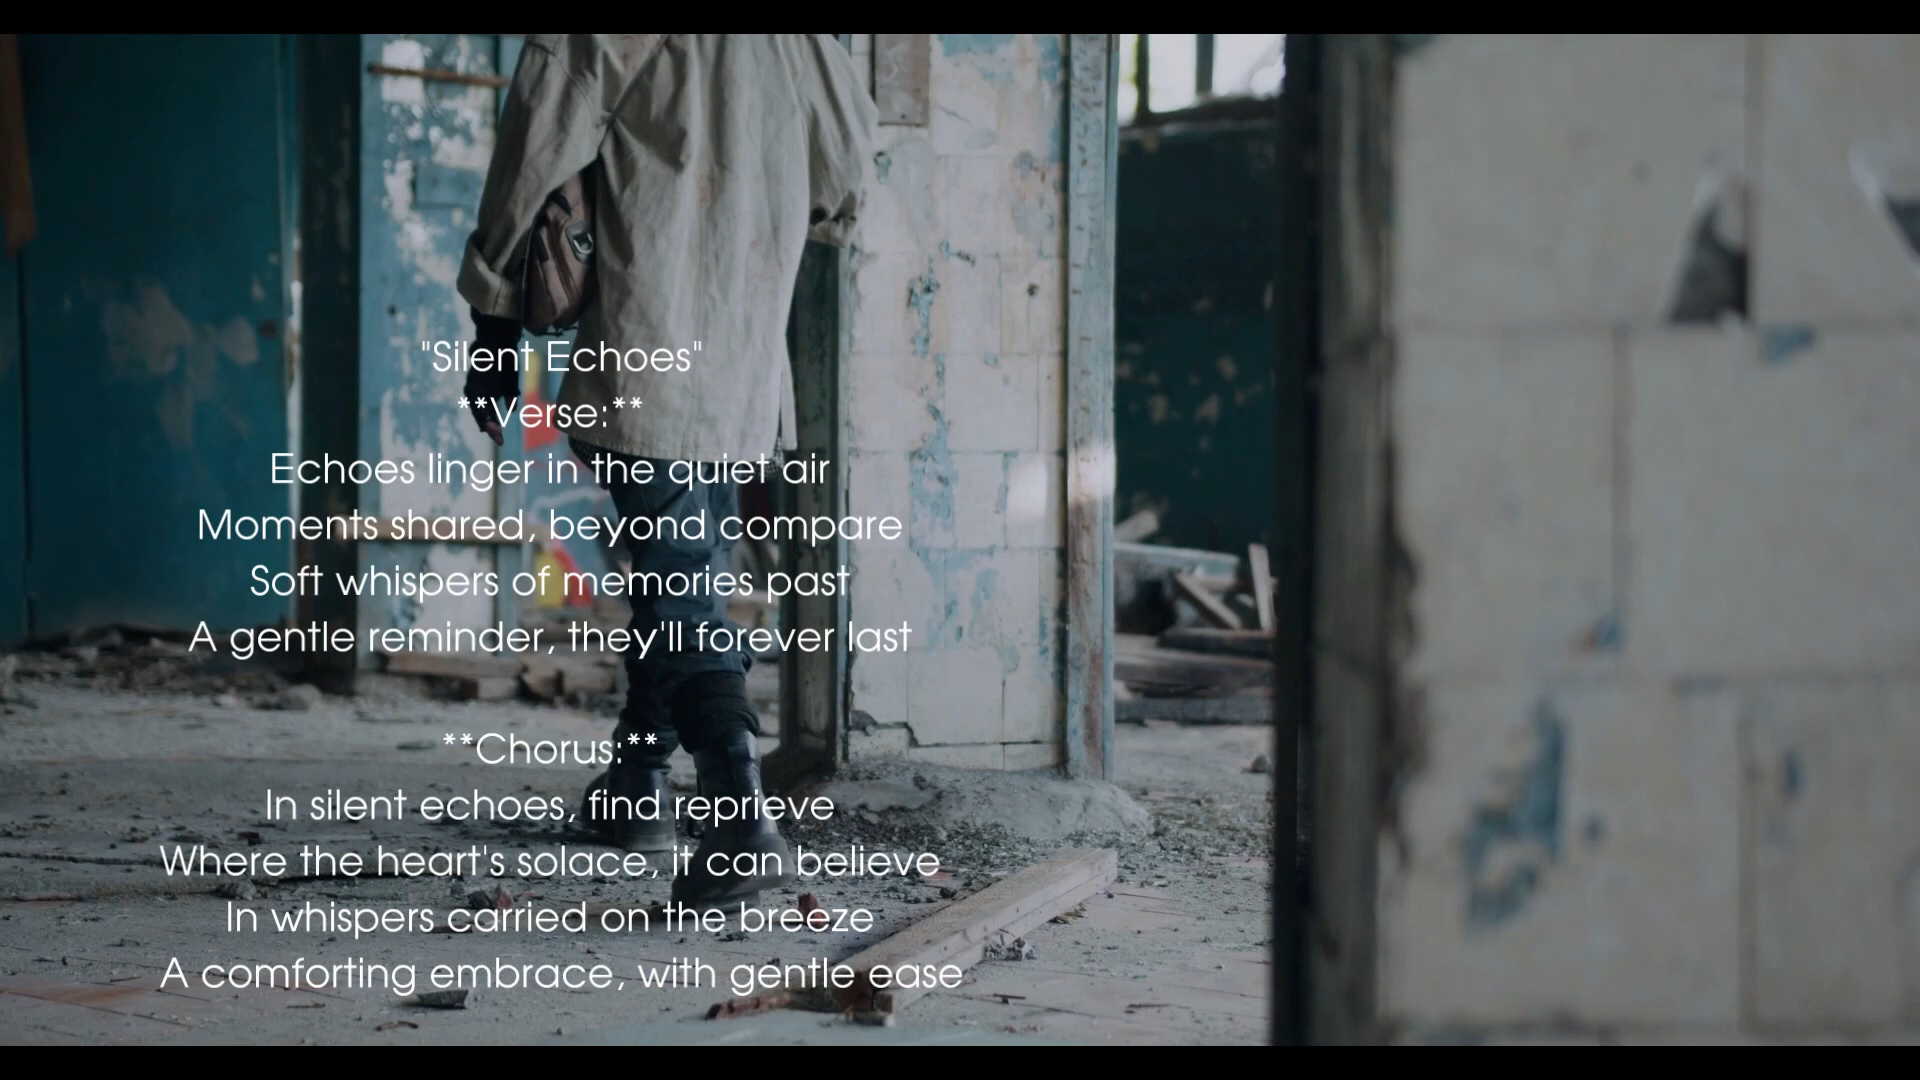 "Silent Echoes"
**Verse:**
Echoes linger in the quiet air
Moments shared, beyond compare
Soft whispers of memories past
A gentle reminder, they'll forever last
**Chorus:**
In silent echoes, find reprieve
Where the heart's solace, it can believe
In whispers carried on the breeze
A comforting embrace, with gentle ease